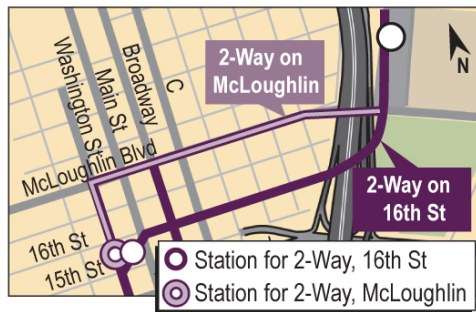 2-Way on
McLoughlin
N
Washington St
Main St
Broadway
C
McLoughlin Blvd
2-Way on
16th St
16th St
15th St
Station for 2-Way, 16th St
Station for 2-Way, McLoughlin